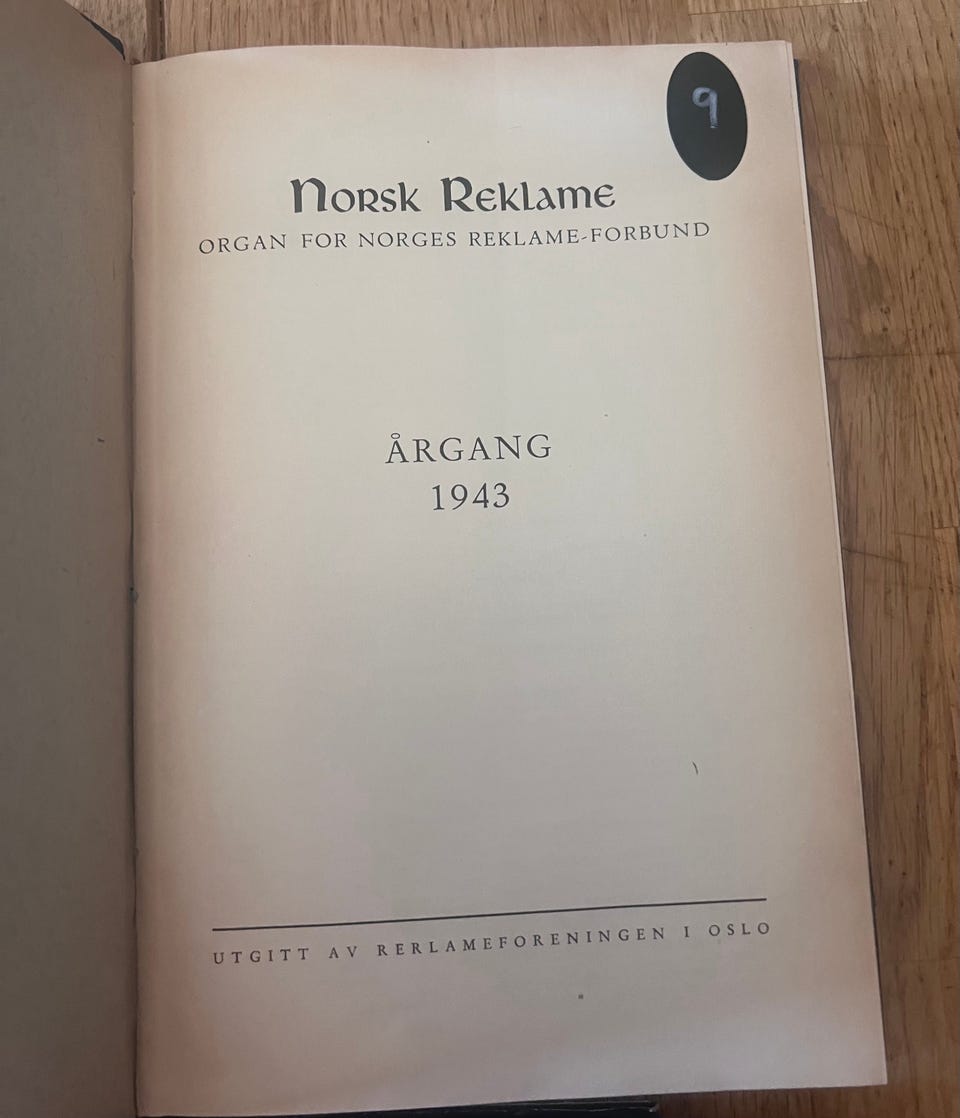 9
Norsk Reklame
ORGAN FOR NORGES REKLAME-FORBUND
ÅRGANG
1943
UTGITT AV RERLAMEFORENINGEN I OSLO